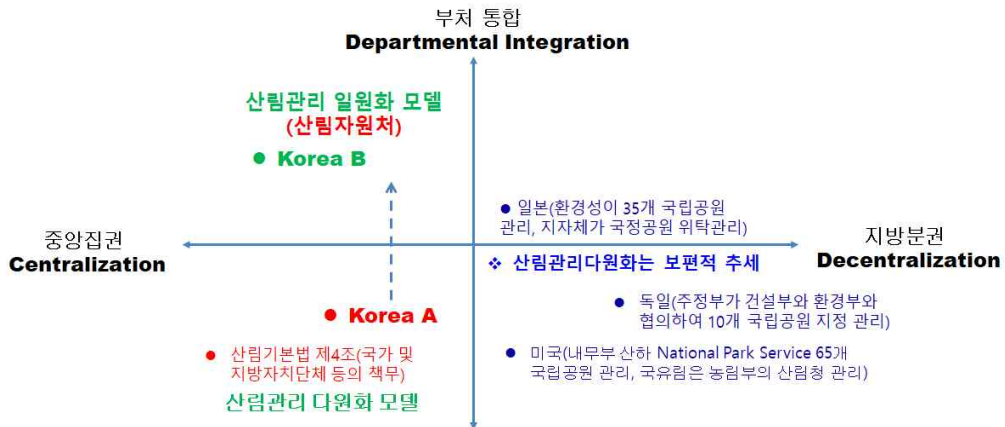 부처 통합
Departmental Integration
산림관리 일원화 모델
(산림자원처)
● Korea B
● 일본(환경성이 35개 국립공원
관리, 지자체가 국정공원 위탁관리)
중앙집권
Centralization
지방분권
Decentralization
❖ 산림관리다원화는 보편적 추세
● Korea A
● 독일(주정부가 건설부와 환경부와
협의하여 10개 국립공원 지정 관리)
● 산림기본법 제4조(국가 및
지방자치단체 등의 책무)
● 미국(내무부 산하 National Park Service 65개
국립공원 관리, 국유림은 농림부의 산림청 관리)
산림관리 다원화 모델